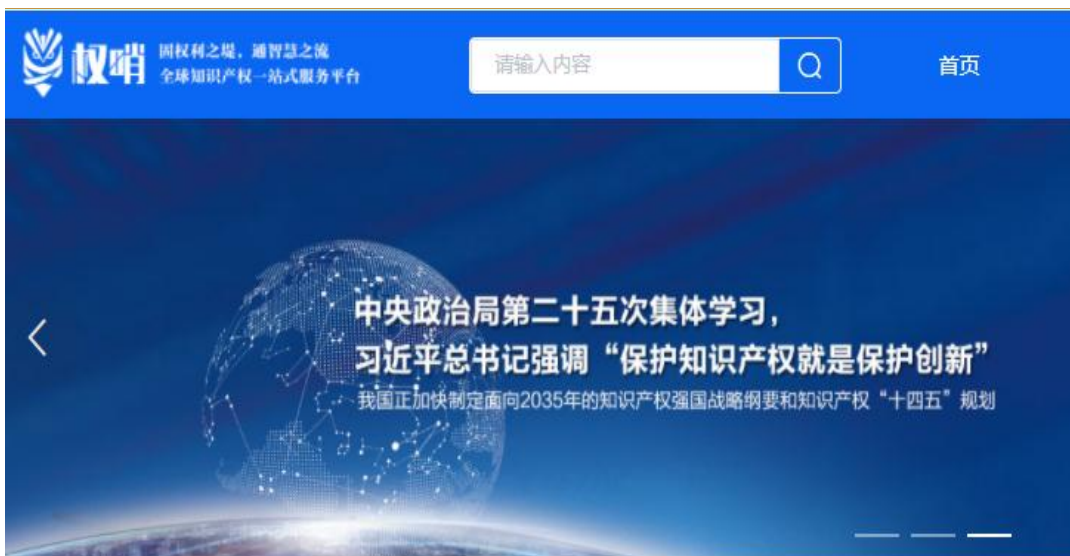 权哨
固权利之堤，通智慧之流
全球知识产权一站式服务平台
请输入内容
首页
中央政治局第二十五次集体学习，
习近平总书记强调“保护知识产权就是保护创新”
我国正加快制定面向2035年的知识产权强国战略纲要和知识产权“十四五”规划